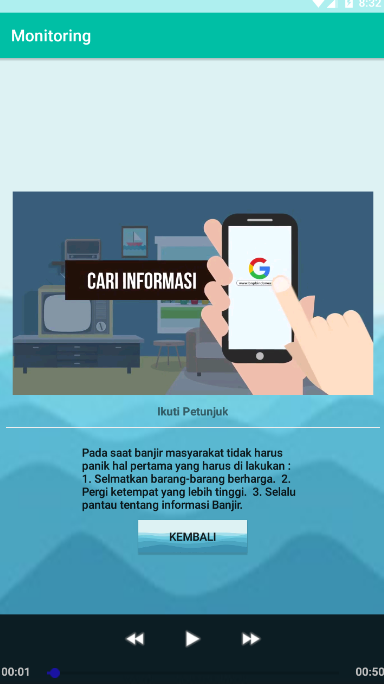 8:32
Monitoring
CARI INFORMASI
G
Ikuti Petunjuk
Pada saat banjir masyarakat tidak harus
panik hal pertama yang harus di lakukan :
1. Selmatkan barang-barang berharga.  2.
Pergi ketempat yang lebih tinggi.  3. Selalu
pantau tentang informasi Banjir.
KEMBALI
00:01
00:50